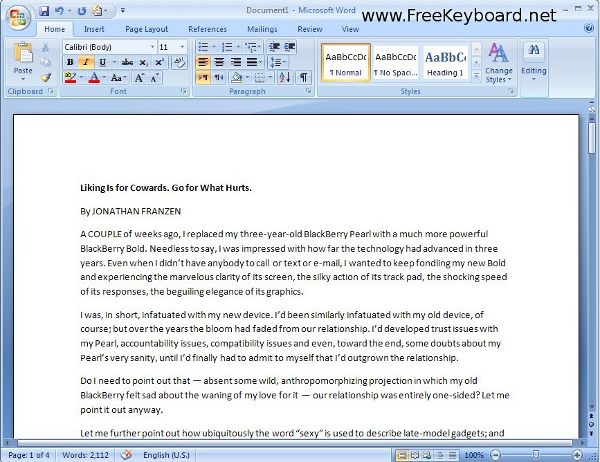 Document1 - Microsoft Word
www.FreeKeyboard.net
Home Insert Page Layout References Mailings Review View
Calibri (Body) 11
Paste
B I U abe x₂ x²
Aa
AaBbCcDc AaBbCcDc AaBbCc
¶ Normal ¶ No Spaci... Heading 1
Change Styles
Editing
Clipboard Font Paragraph Styles
Liking Is for Cowards. Go for What Hurts.
By JONATHAN FRANZEN
A COUPLE of weeks ago, I replaced my three-year-old BlackBerry Pearl with a much more powerful
BlackBerry Bold. Needless to say, I was impressed with how far the technology had advanced in three
years. Even when I didn’t have anybody to call or text or e-mail, I wanted to keep fondling my new Bold
and experiencing the marvelous clarity of its screen, the silky action of its track pad, the shocking speed
of its responses, the beguiling elegance of its graphics.
I was, in short, infatuated with my new device. I’d been similarly infatuated with my old device, of
course; but over the years the bloom had faded from our relationship. I’d developed trust issues with
my Pearl, accountability issues, compatibility issues and even, toward the end, some doubts about my
Pearl’s very sanity, until I’d finally had to admit to myself that I’d outgrown the relationship.
Do I need to point out that — absent some wild, anthropomorphizing projection in which my old
BlackBerry felt sad about the waning of my love for it — our relationship was entirely one-sided? Let me
point it out anyway.
Let me further point out how ubiquitously the word “sexy” is used to describe late-model gadgets; and
Page: 1 of 4 Words: 2,112 English (U.S.) 100%